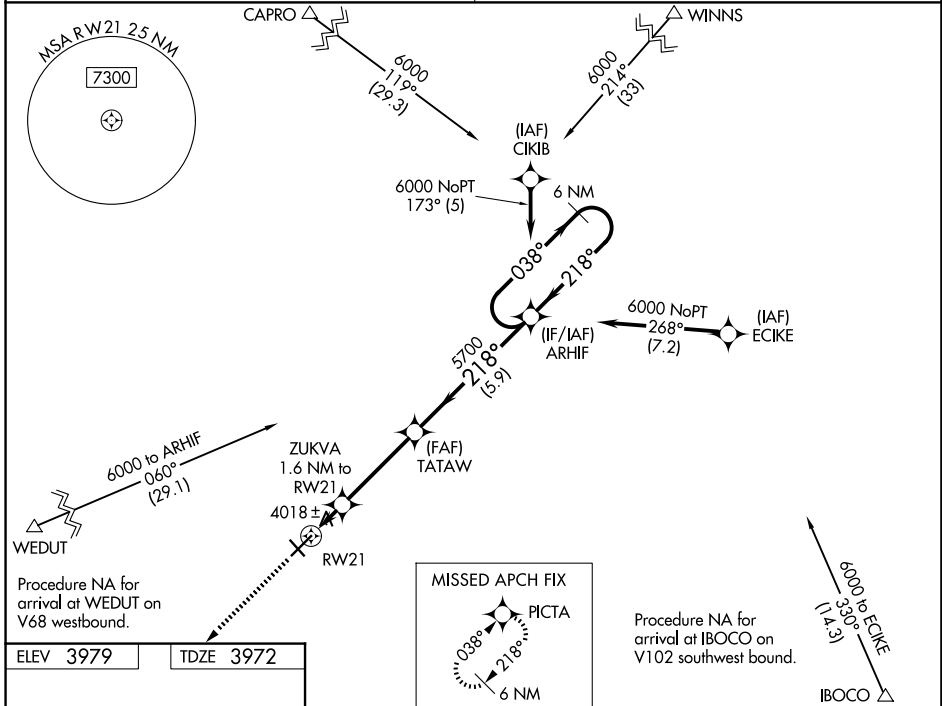 CAPRO
WINNS
MSA RW21 25 NM
7300
6000
119°
(29.3)
6000
214°
(33)
(IAF)
CIKIB
6000 NoPT
173° (5)
6 NM
038°
218°
6000 NoPT
268°
(7.2)
(IAF)
ECIKE
(IF/IAF)
ARHIF
5700
218°
(5.9)
(FAF)
TATAW
ZUKVA
1.6 NM to
RW21
4018 ±
RW21
6000 to ARHIF
060°
(29.1)
WEDUT
Procedure NA for
arrival at WEDUT on
V68 westbound.
MISSED APCH FIX
PICTA
038°
218°
6 NM
Procedure NA for
arrival at IBOCO on
V102 southwest bound.
6000 to ECIKE
330°
(14.3)
IBOCO
ELEV 3979
TDZE 3972